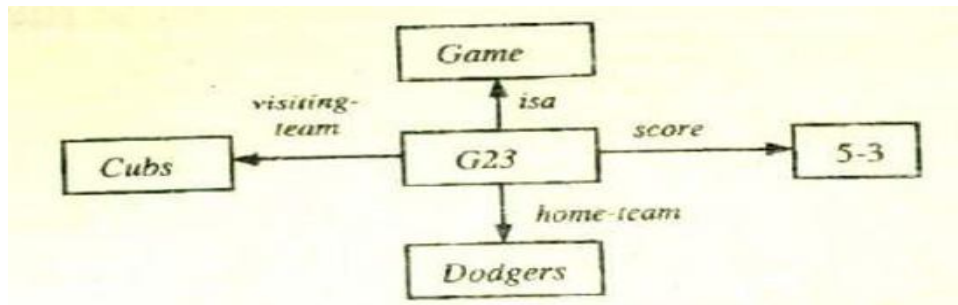 Game
visiting-
team
isa
score
Cubs
G23
5-3
home-team
Dodgers